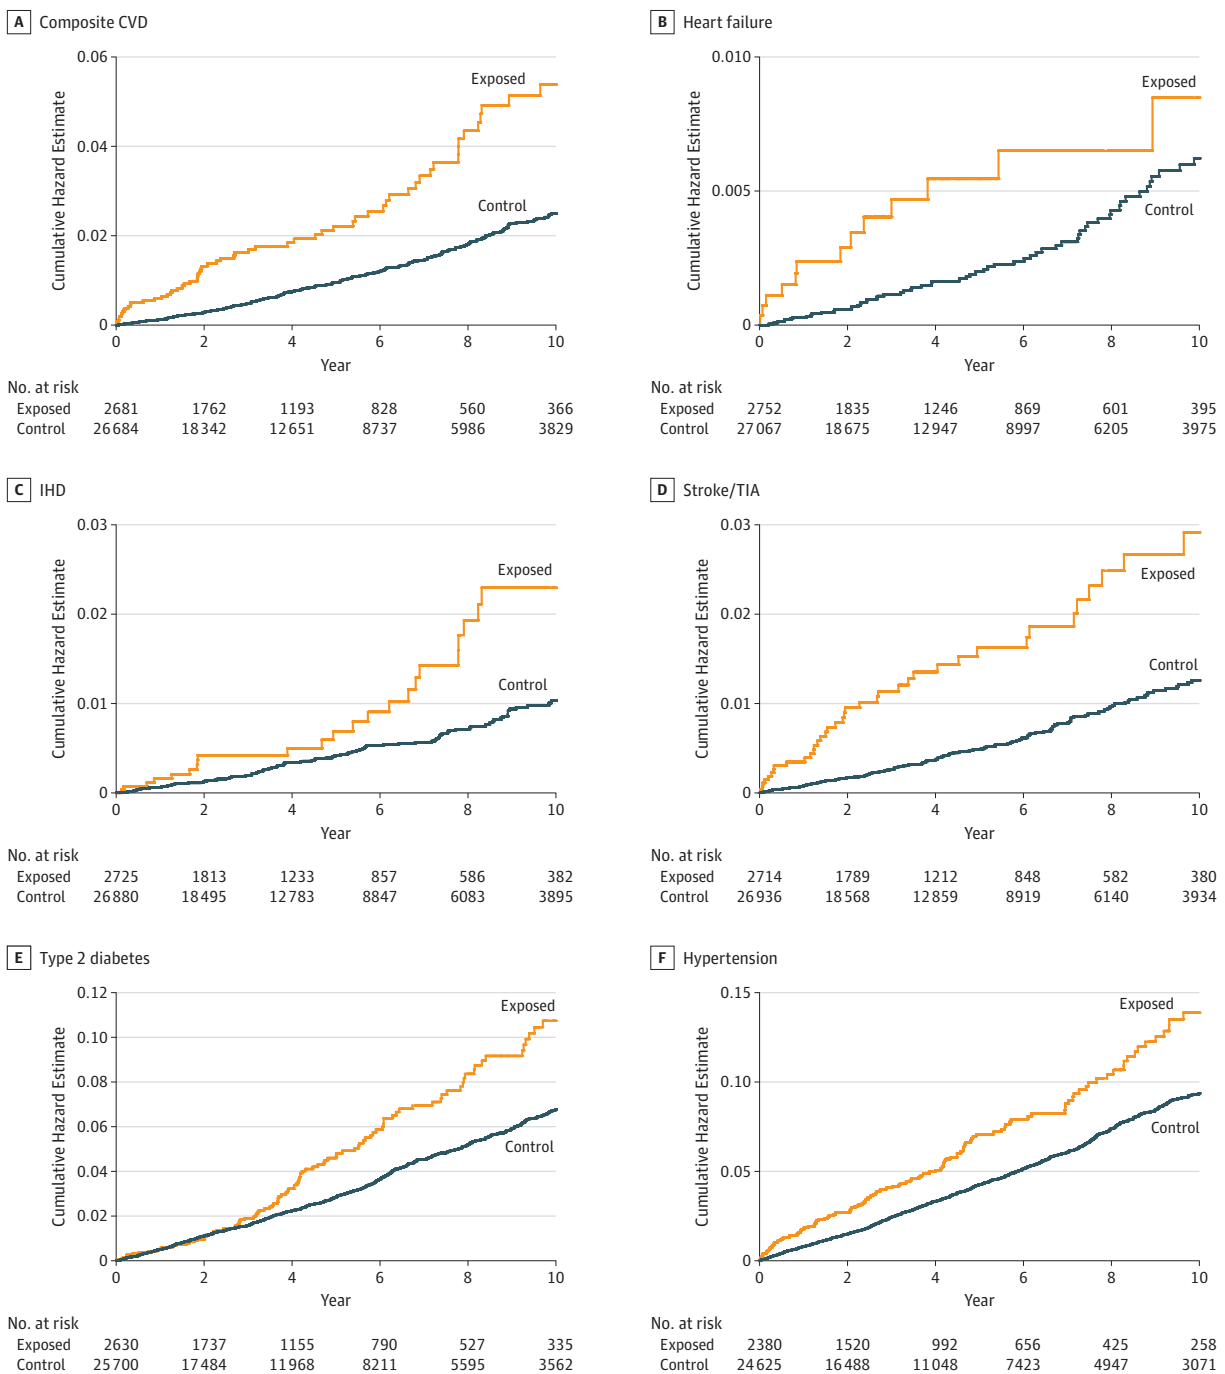 A Composite CVD
0.06
0.04
0.02
0
Cumulative Hazard Estimate
Exposed
Control
0 2 4 6 8 10
Year
No. at risk
Exposed 2681 1762 1193 828 560 366
Control 26684 18342 12651 8737 5986 3829
B Heart failure
0.010
0.005
0
Cumulative Hazard Estimate
Exposed
Control
0 2 4 6 8 10
Year
No. at risk
Exposed 2752 1835 1246 869 601 395
Control 27067 18675 12947 8997 6205 3975
C IHD
0.03
0.02
0.01
0
Cumulative Hazard Estimate
Exposed
Control
0 2 4 6 8 10
Year
No. at risk
Exposed 2725 1813 1233 857 586 382
Control 26880 18495 12783 8847 6083 3895
D Stroke/TIA
0.03
0.02
0.01
0
Cumulative Hazard Estimate
Exposed
Control
0 2 4 6 8 10
Year
No. at risk
Exposed 2714 1789 1212 848 582 380
Control 26936 18568 12859 8919 6140 3934
E Type 2 diabetes
0.12
0.10
0.08
0.06
0.04
0.02
0
Cumulative Hazard Estimate
Exposed
Control
0 2 4 6 8 10
Year
No. at risk
Exposed 2630 1737 1155 790 527 335
Control 25700 17484 11968 8211 5595 3562
F Hypertension
0.15
0.10
0.05
0
Cumulative Hazard Estimate
Exposed
Control
0 2 4 6 8 10
Year
No. at risk
Exposed 2380 1520 992 656 425 258
Control 24625 16488 11048 7423 4947 3071